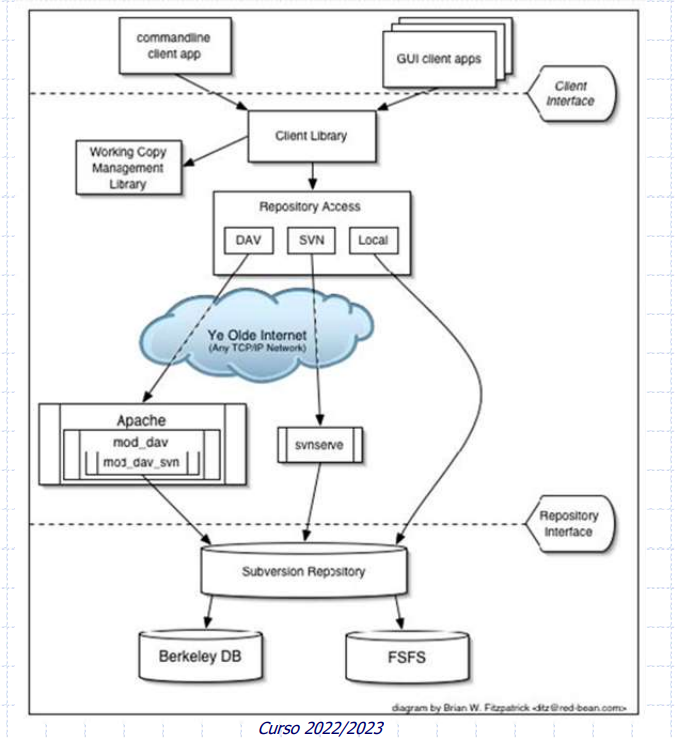 commandline
client app
GUI client apps
Client
Interface
Client Library
Working Copy
Management
Library
Repository Access
DAV
SVN
Local
Ye Olde Internet
(Any TCP/IP Network)
Apache
mod_dav
mod_dav_svn
svnserve
Repository
Interface
Subversion Repository
Berkeley DB
FSFS
diagram by Brian W. Fitzpatrick <fitz@red-bean.com>
Curso 2022/2023